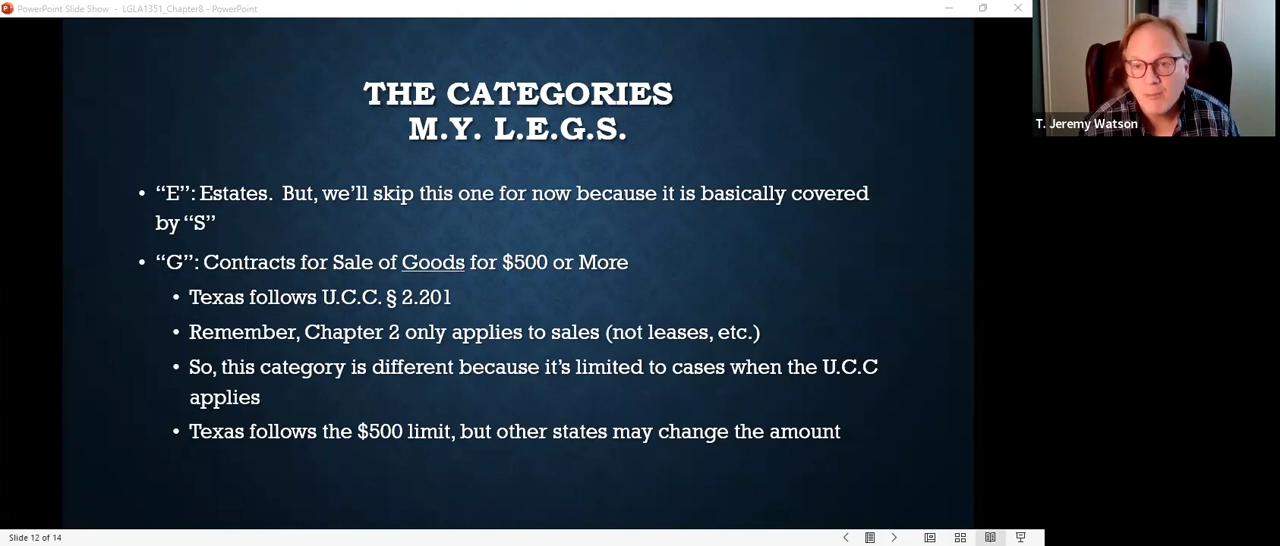 PowerPoint Slide Show - LGLA1351_Chapter8 - PowerPoint
THE CATEGORIES
M.Y. L.E.G.S.
• “E”: Estates. But, we’ll skip this one for now because it is basically covered
by “S”
• “G”: Contracts for Sale of Goods for $500 or More
• Texas follows U.C.C. § 2.201
• Remember, Chapter 2 only applies to sales (not leases, etc.)
• So, this category is different because it’s limited to cases when the U.C.C
applies
• Texas follows the $500 limit, but other states may change the amount
T. Jeremy Watson
Slide 12 of 14